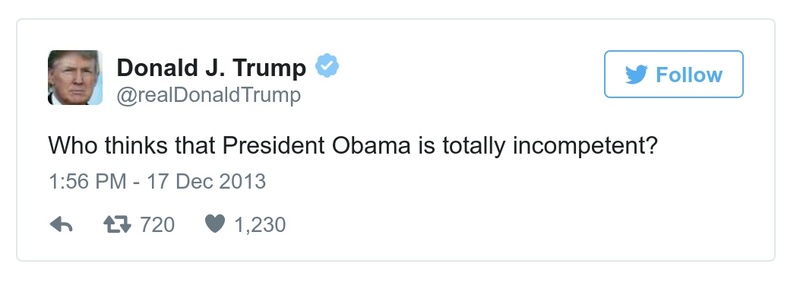 Donald J. Trump
@realDonaldTrump
Follow
Who thinks that President Obama is totally incompetent?
1:56 PM - 17 Dec 2013
720 1,230